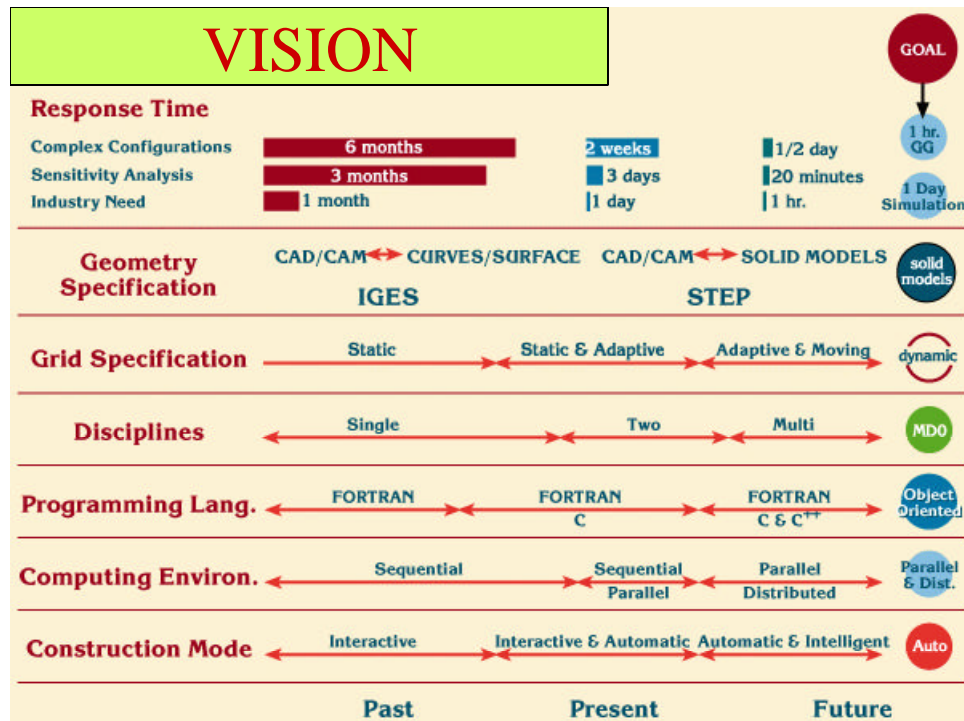 VISION
GOAL
Response Time
Complex Configurations 6 months 2 weeks 1/2 day
1 hr.
GG
Sensitivity Analysis 3 months 3 days 20 minutes
Industry Need 1 month 1 day 1 hr.
1 Day
Simulation
Geometry
Specification
CAD/CAM CURVES/SURFACE CAD/CAM SOLID MODELS
IGES STEP
solid
models
Grid Specification Static Static & Adaptive Adaptive & Moving dynamic
Disciplines Single Two Multi MDO
Programming Lang. FORTRAN FORTRAN FORTRAN
C C & C++
Object
Oriented
Computing Environ. Sequential Sequential Parallel
Parallel Distributed
Parallel
& Dist.
Construction Mode Interactive Interactive & Automatic Automatic & Intelligent Auto
Past Present Future